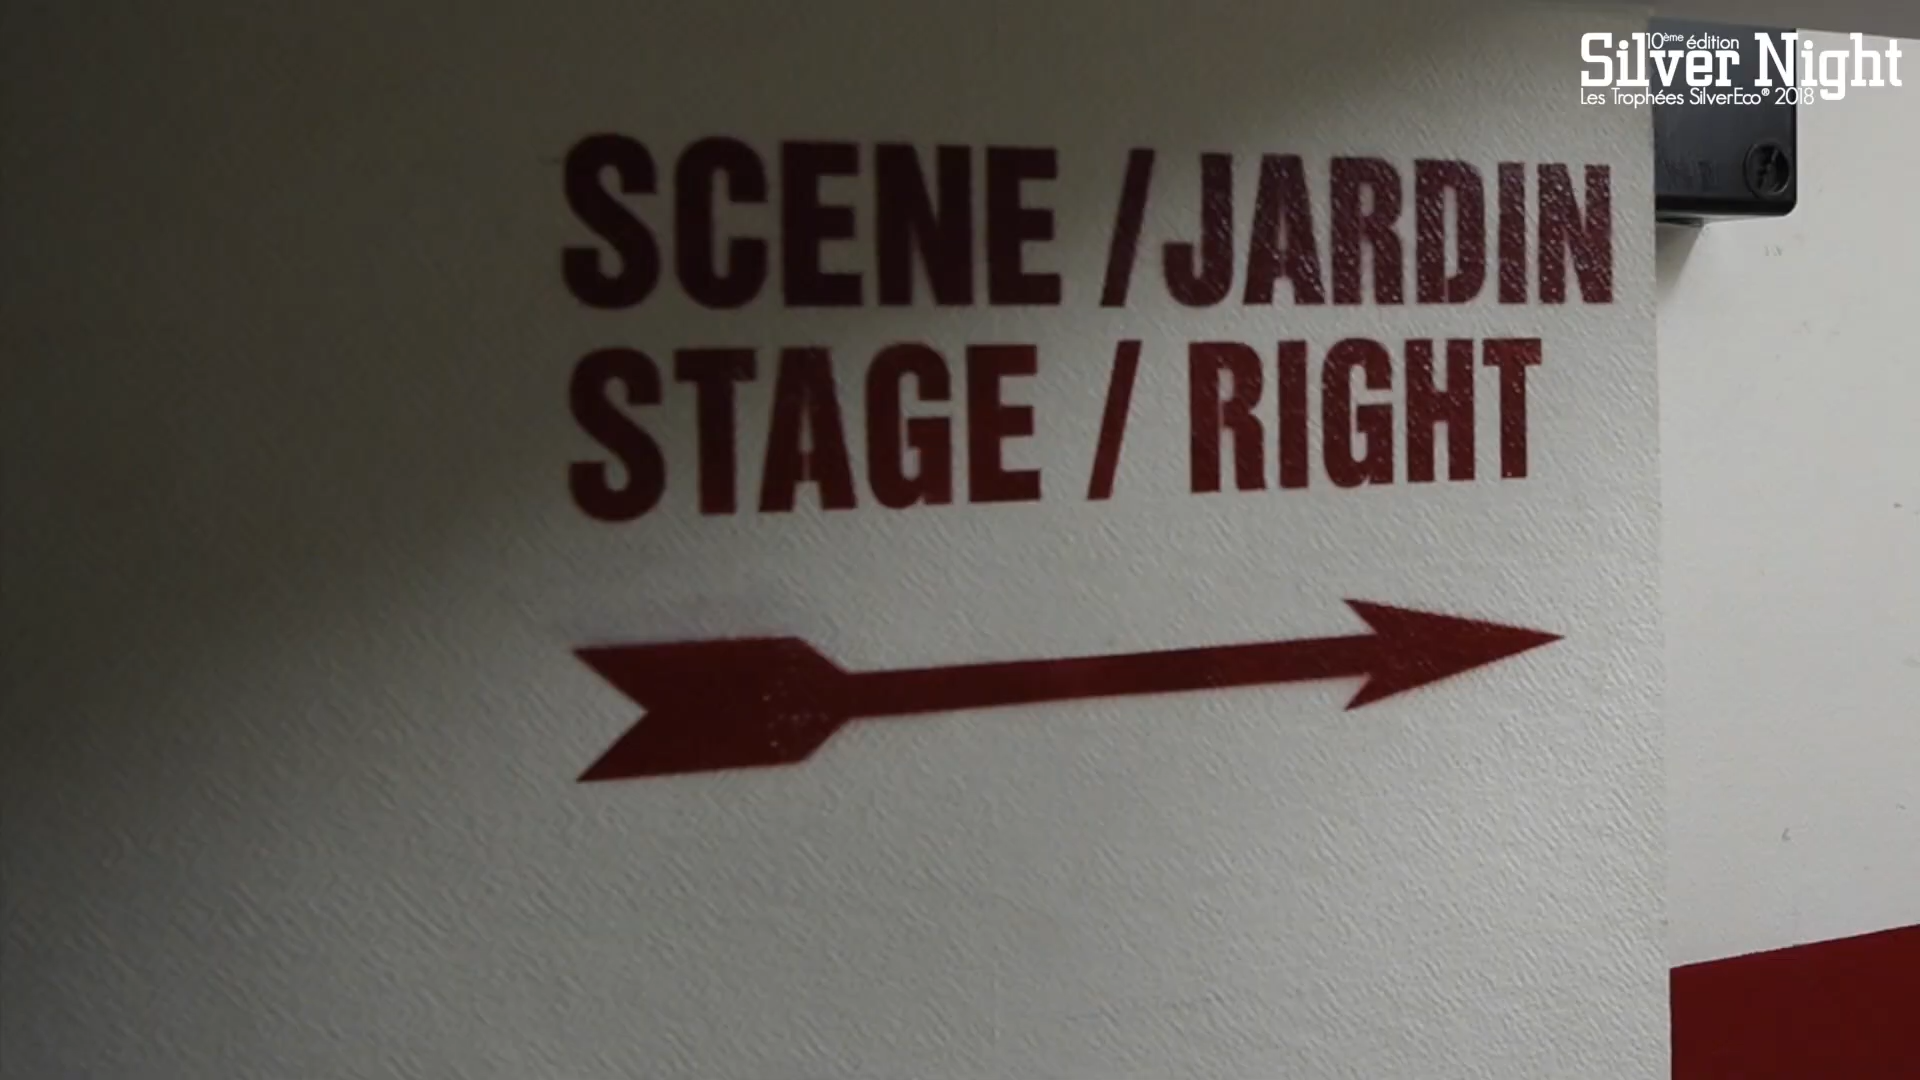 10ème édition
Silver Night
Les Trophées SilverEco® 2018
SCENE /JARDIN
STAGE / RIGHT